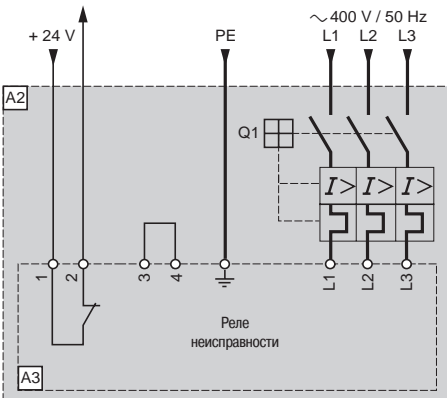 ～ 400 V / 50 Hz
+ 24 V PE L1 L2 L3
A2
Q1
I> I> I>
1 2 3 4 L1 L2 L3
Реле
неисправности
A3